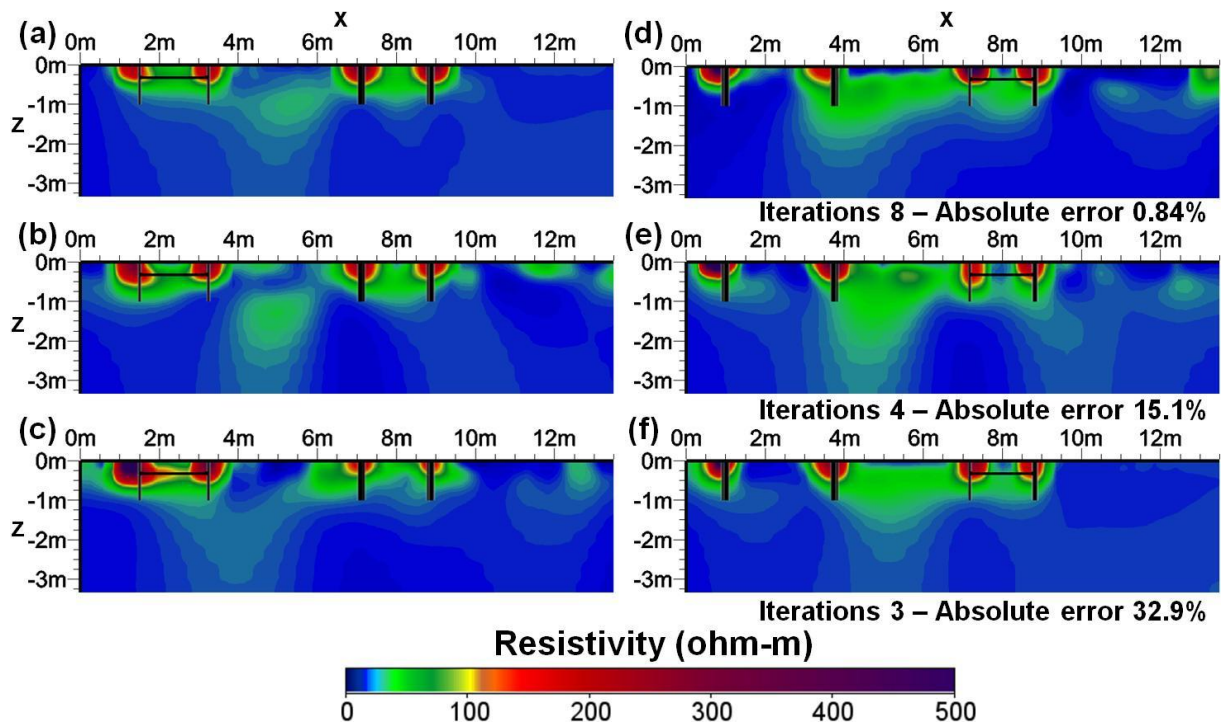 x x
(a) (d)
0m 2m 4m 6m 8m 10m 0m 2m 4m 6m 8m 10m 12m
0m 0m
-1m -1m
z
-2m -2m
-3m -3m
Iterations 8 – Absolute error 0.84%
(b) (e)
0m 2m 4m 6m 8m 10m 0m 2m 4m 6m 8m 10m 12m
0m 0m
-1m -1m
z
-2m -2m
-3m -3m
Iterations 4 – Absolute error 15.1%
(c) (f)
0m 2m 4m 6m 8m 10m 0m 2m 4m 6m 8m 10m 12m
0m 0m
-1m -1m
z
-2m -2m
-3m -3m
Iterations 3 – Absolute error 32.9%
Resistivity (ohm-m)
0 100 200 300 400 500